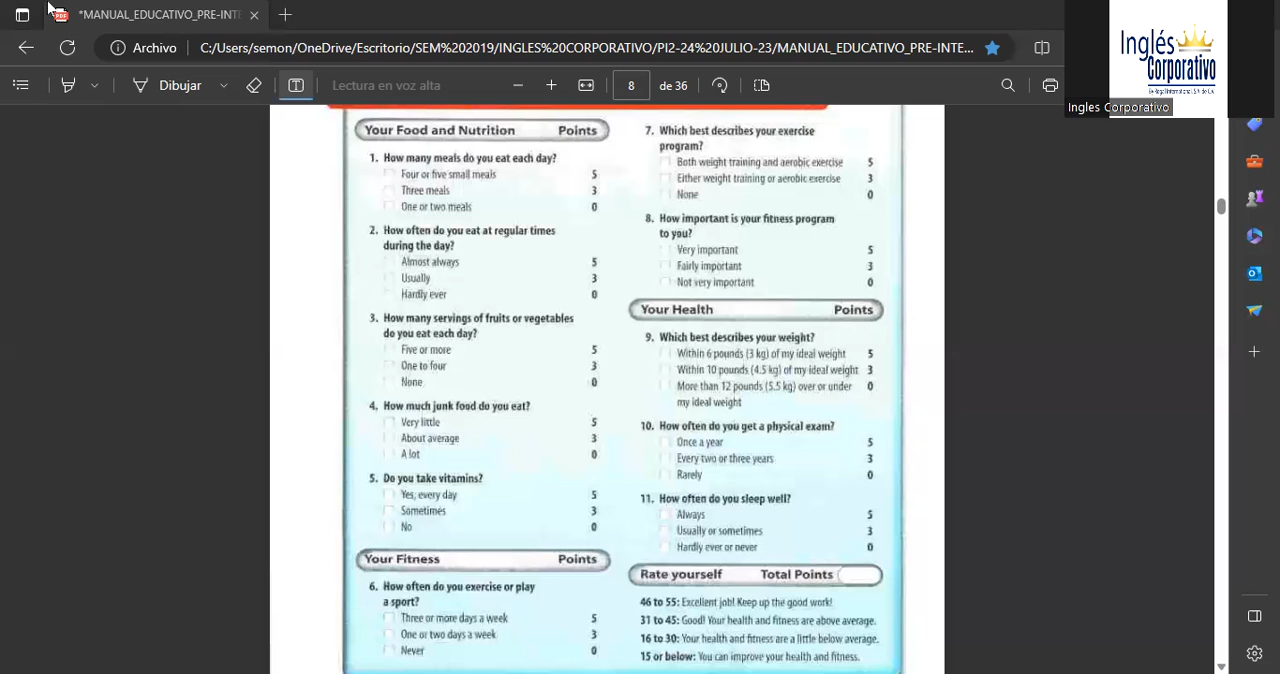 *MANUAL_EDUCATIVO_PRE-INTE
Archivo
C:/Users/semon/OneDrive/Escritorio/SEM%202019/INGLES%20CORPORATIVO/PI2-24%20JULIO-23/MANUAL_EDUCATIVO_PRE-INTE...
Dibujar
Lectura en voz alta
8
de 36
Inglés
Corporativo
Ingles Corporativo
Your Food and Nutrition Points
1. How many meals do you eat each day?
Four or five small meals 5
Three meals 3
One or two meals 0
2. How often do you eat at regular times
during the day?
Almost always 5
Usually 3
Hardly ever 0
3. How many servings of fruits or vegetables
do you eat each day?
Five or more 5
One to four 3
None 0
4. How much junk food do you eat?
Very little 5
About average 3
A lot 0
5. Do you take vitamins?
Yes, every day 5
Sometimes 3
No 0
Your Fitness Points
6. How often do you exercise or play
a sport?
Three or more days a week 5
One or two days a week 3
Never 0
7. Which best describes your exercise
program?
Both weight training and aerobic exercise 5
Either weight training or aerobic exercise 3
None 0
8. How important is your fitness program
to you?
Very important 5
Fairly important 3
Not very important 0
Your Health Points
9. Which best describes your weight?
Within 6 pounds (3 kg) of my ideal weight 5
Within 10 pounds (4.5 kg) of my ideal weight 3
More than 12 pounds (5.5 kg) over or under 0
my ideal weight
10. How often do you get a physical exam?
Once a year 5
Every two or three years 3
Rarely 0
11. How often do you sleep well?
Always 5
Usually or sometimes 3
Hardly ever or never 0
Rate yourself Total Points
46 to 55: Excellent job! Keep up the good work!
31 to 45: Good! Your health and fitness are above average.
16 to 30: Your health and fitness are a little below average.
15 or below: You can improve your health and fitness.